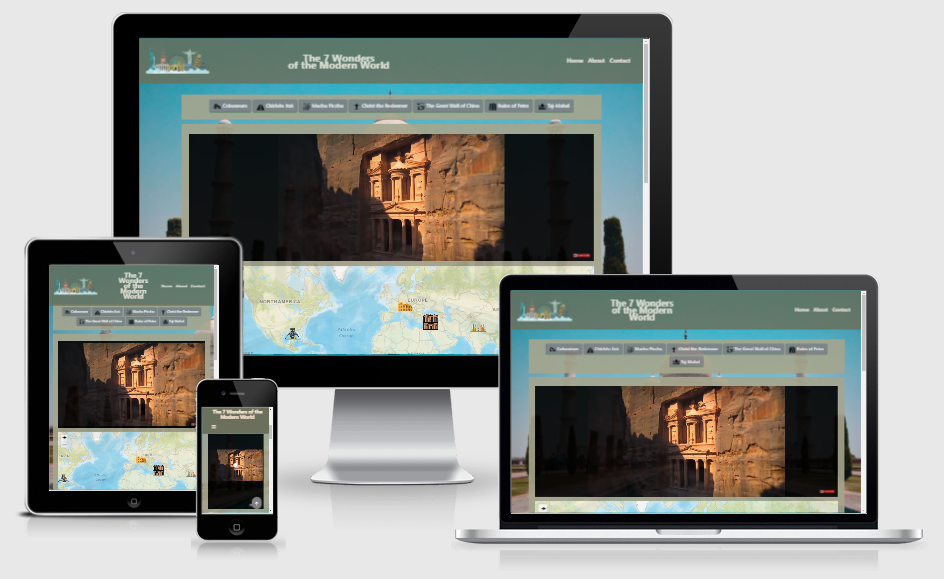 The 7 Wonders
of the Modern World
Home About Contact
Colosseum Chichén Itzá Machu Picchu Christ the Redeemer The Great Wall of China Ruins of Petra Taj Mahal
NORTH AMERICA
EUROPE
Atlantic
Ocean
The 7
Wonders
of the
Modern
World
Home About Contact
Colosseum Chichén Itzá Machu Picchu Christ the Redeemer
The Great Wall of China Ruins of Petra Taj Mahal
The 7 Wonders of the
Modern World
The 7 Wonders
of the Modern
World
Home About Contact
Colosseum Chichén Itzá Machu Picchu Christ the Redeemer The Great Wall of China Ruins of Petra
Taj Mahal